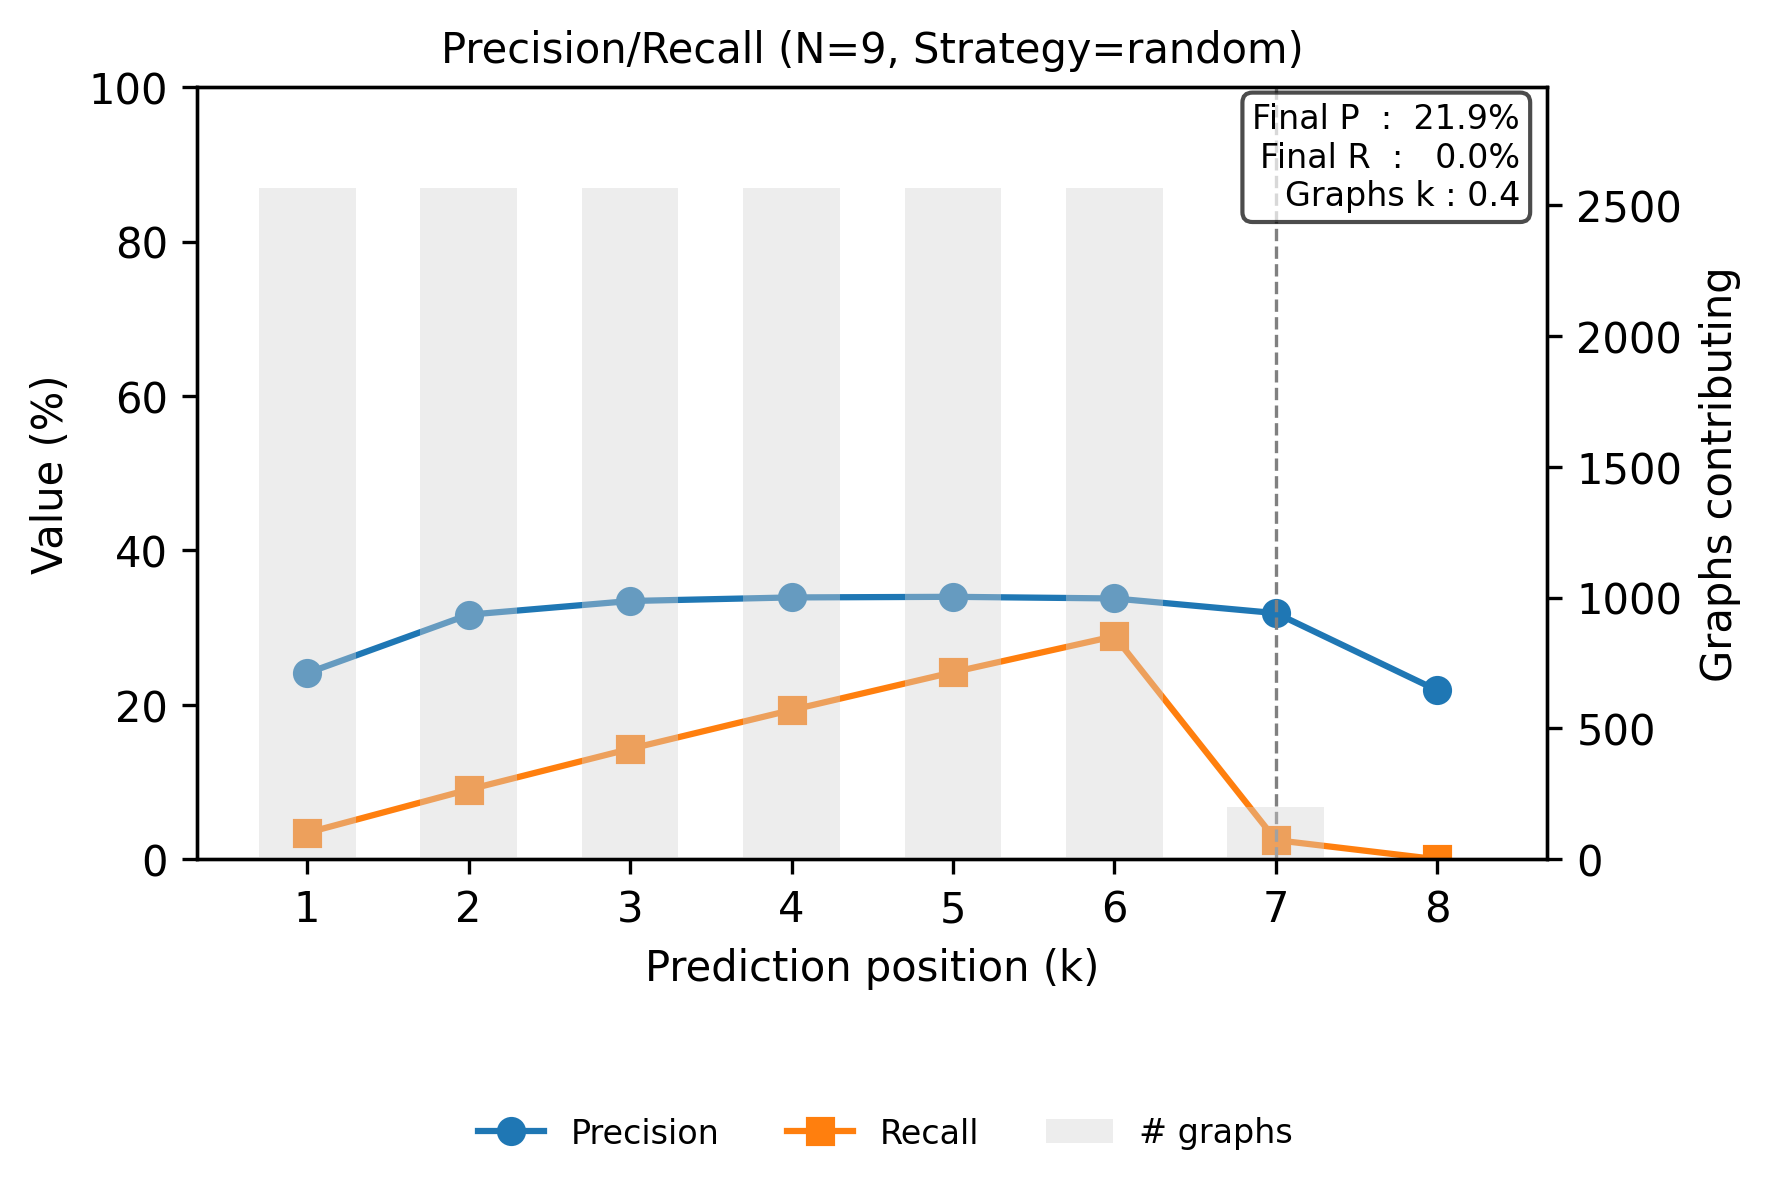 Precision/Recall (N=9, Strategy=random)
100
80
60
40
20
0
Value (%)
Final P  :  21.9%
Final R  :   0.0%
Graphs k : 0.4
2500
2000
1500
1000
500
0
Graphs contributing
1 2 3 4 5 6 7 8
Prediction position (k)
Precision Recall # graphs